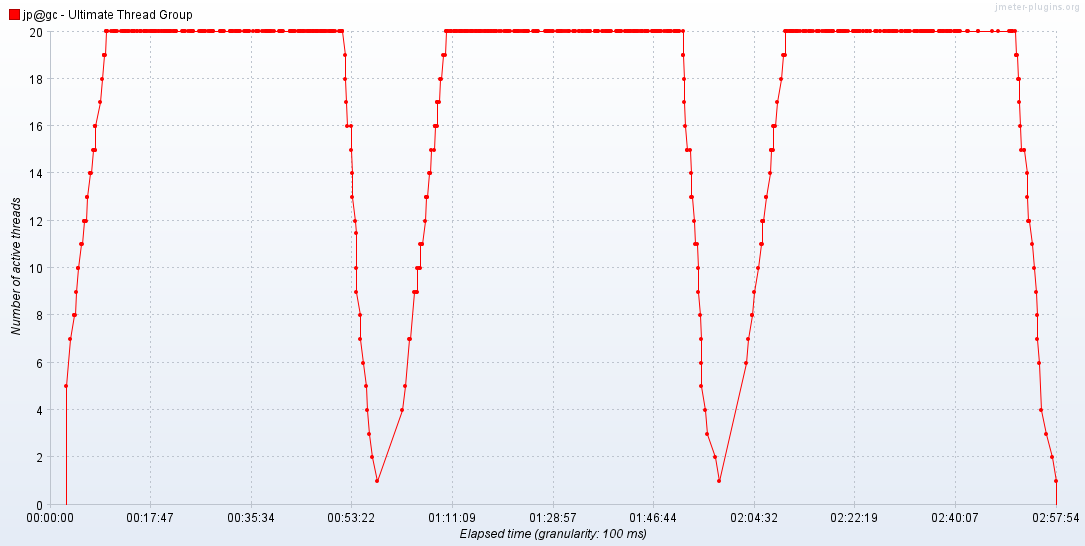 jp@gc - Ultimate Thread Group
jmeter-plugins.org
Number of active threads
20
18
16
14
12
10
8
6
4
2
0
00:00:00 00:17:47 00:35:34 00:53:22 01:11:09 01:28:57 01:46:44 02:04:32 02:22:19 02:40:07 02:57:54
Elapsed time (granularity: 100 ms)